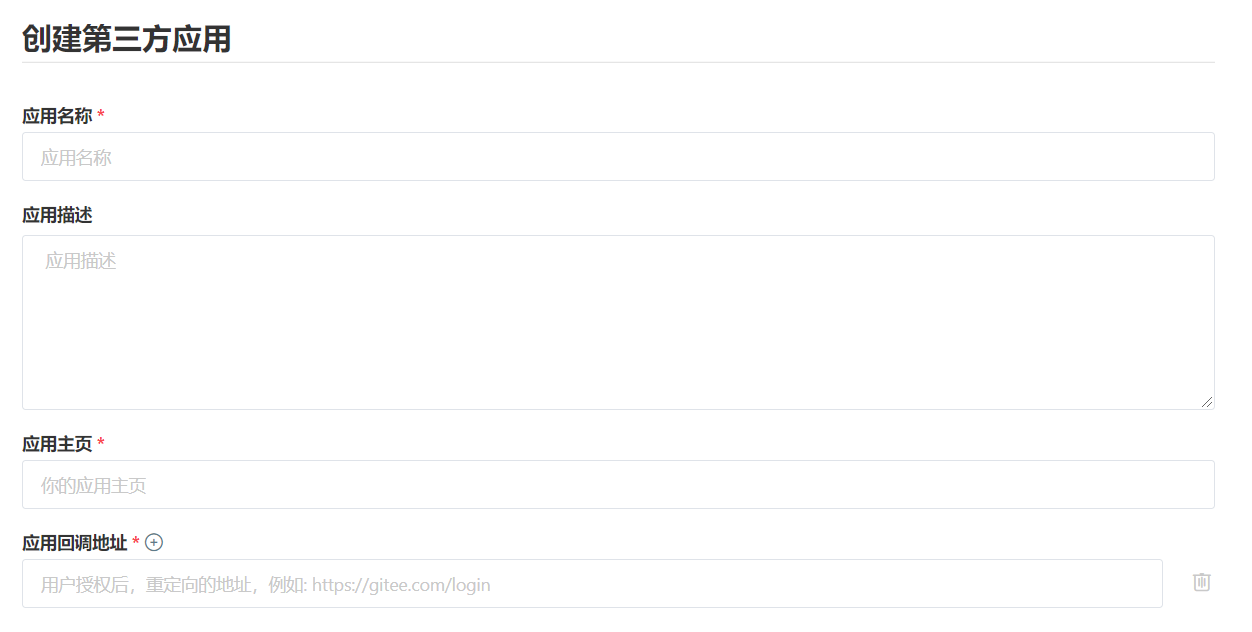 创建第三方应用
应用名称 *
应用名称
应用描述
应用描述
应用主页 *
你的应用主页
应用回调地址 *
用户授权后，重定向的地址，例如: https://gitee.com/login